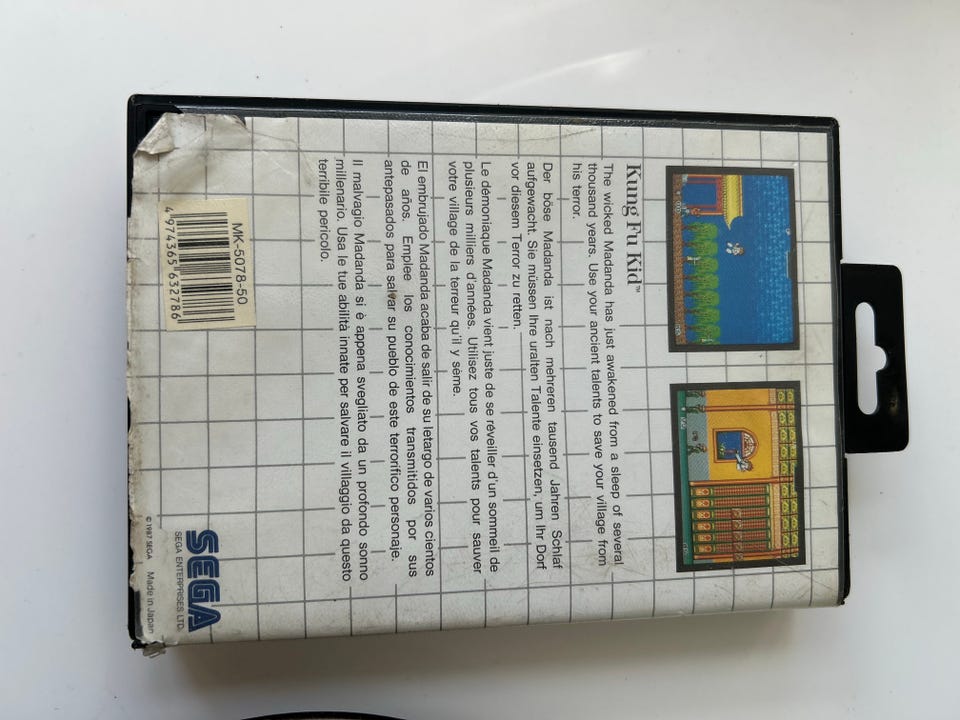 Kung Fu Kid™
The wicked Madanda has just awakened from a sleep of several
thousand years. Use your ancient talents to save your village from
his terror.
Der böse Madanda ist nach mehreren tausend Jahren Schlaf
aufgewacht. Sie müssen Ihre uralten Talente einsetzen, um Ihr Dorf
vor diesem Terror zu retten.
Le démoniaque Madanda vient juste de se réveiller d'un sommeil de
plusieurs milliers d'années. Utilisez tous vos talents pour sauver
votre village de la terreur qu'il y sème.
El embrujado Madanda acaba de salir de su letargo de varios cientos
de años. Emplee los conocimientos transmitidos por sus
antepasados para salvar su pueblo de este terrorífico personaje.
Il malvagio Madanda si è appena svegliato da un profondo sonno
millenario. Usa le tue abilità innate per salvare il villaggio da questo
terribile pericolo.
MK-5078-50
4 974365 632786
SEGA
SEGA ENTERPRISES LTD.
© 1987 SEGA Made in Japan